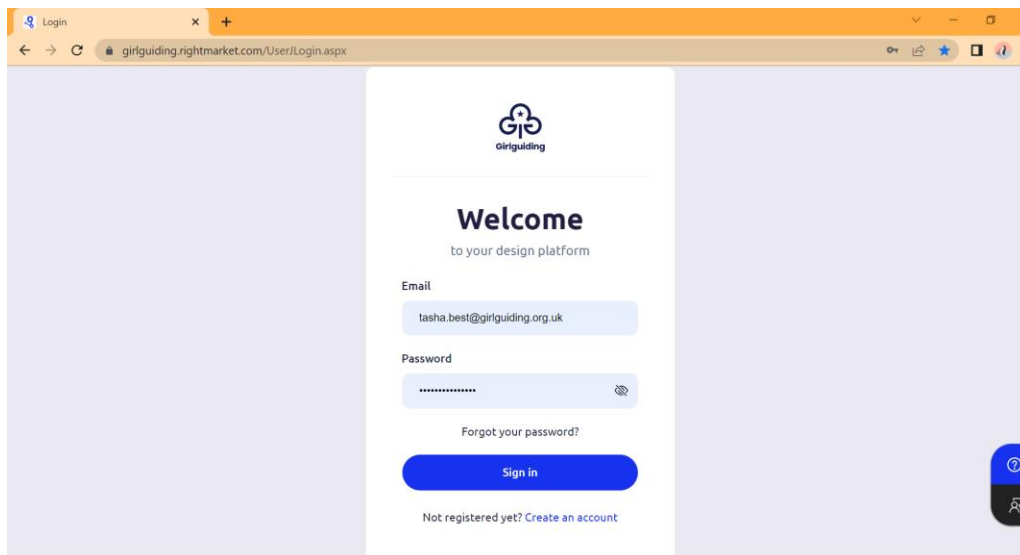 Login
girlguiding.rightmarket.com/User/Login.aspx
Girlguiding
Welcome
to your design platform
Email
tasha.best@girlguiding.org.uk
Password
•••••••••••••••
Forgot your password?
Sign in
Not registered yet? Create an account